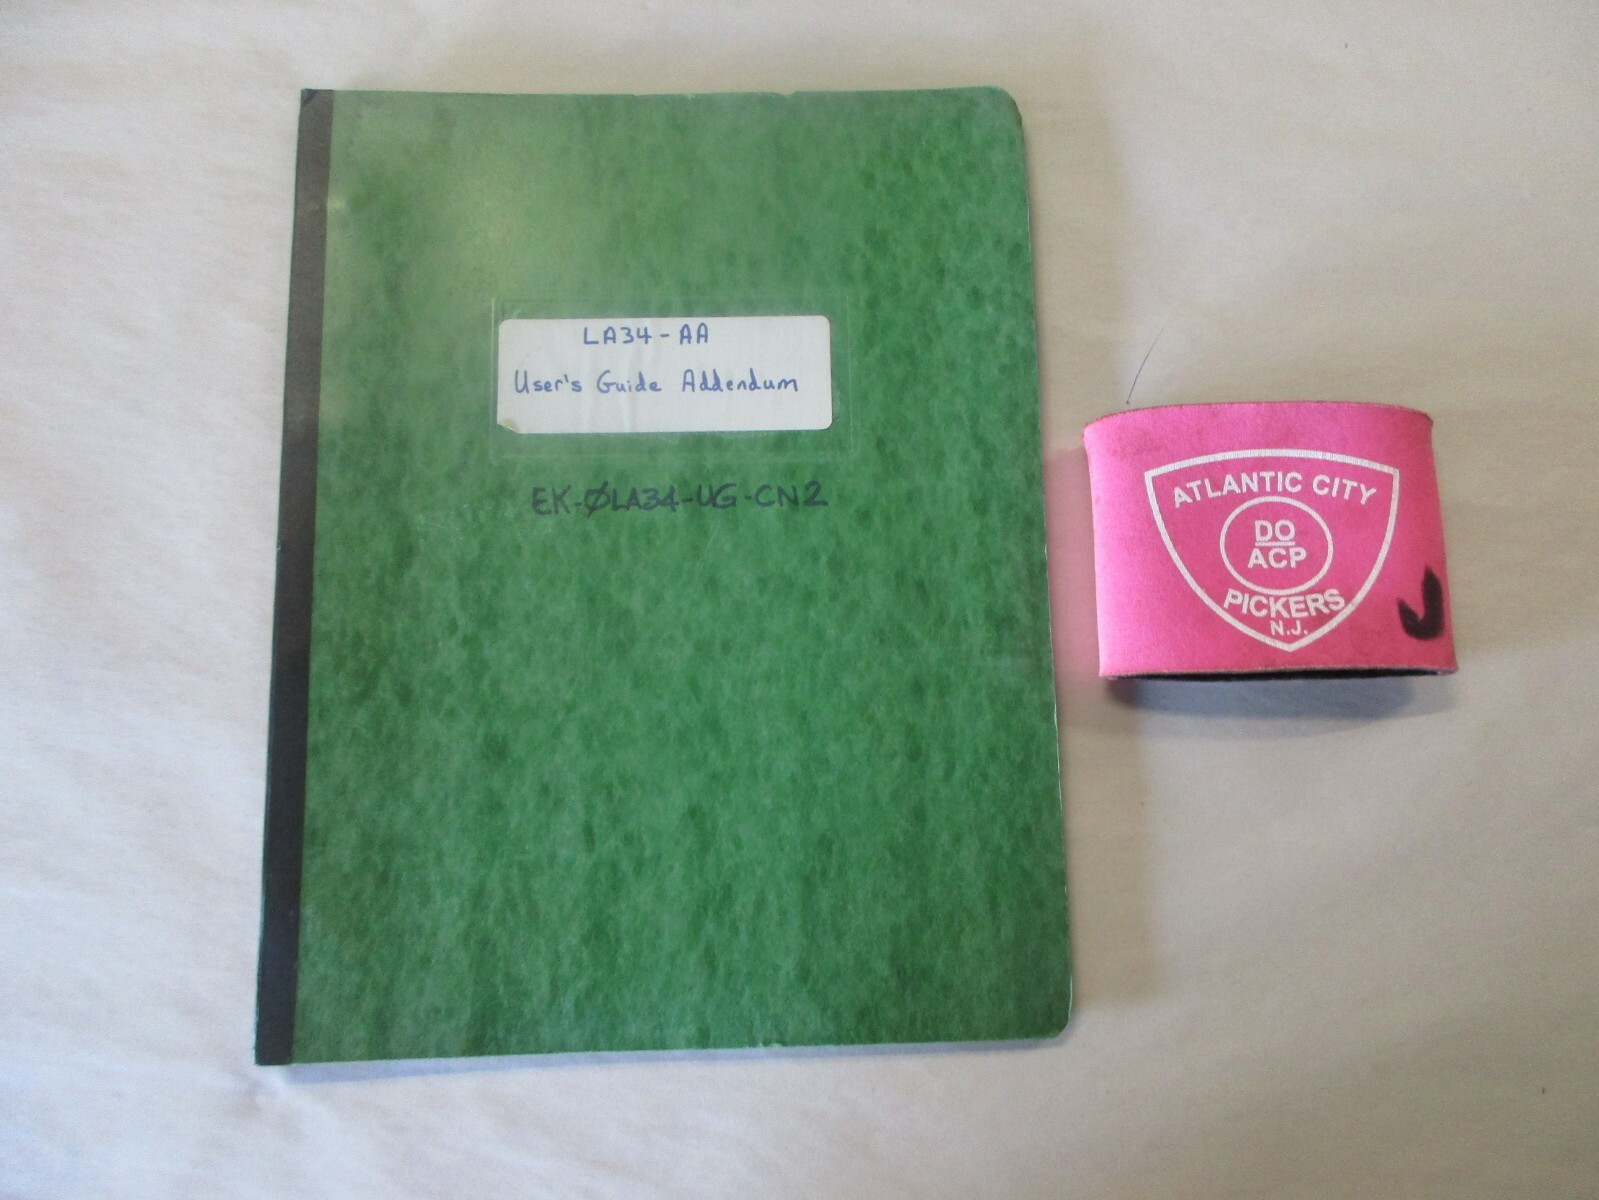 LA34-AA
User's Guide Addendum
EK-ØLA34-UG-CN2
ATLANTIC CITY
DO
ACP
PICKERS
N.J.
J